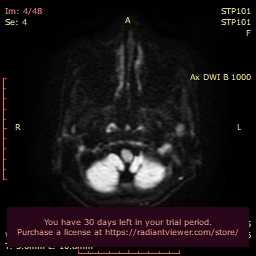 Im: 4/48
Se: 4
A
STP101
STP101
F
Ax DWI B 1000
R
L
You have 30 days left in your trial period.
Purchase a license at https://radiantviewer.com/store/